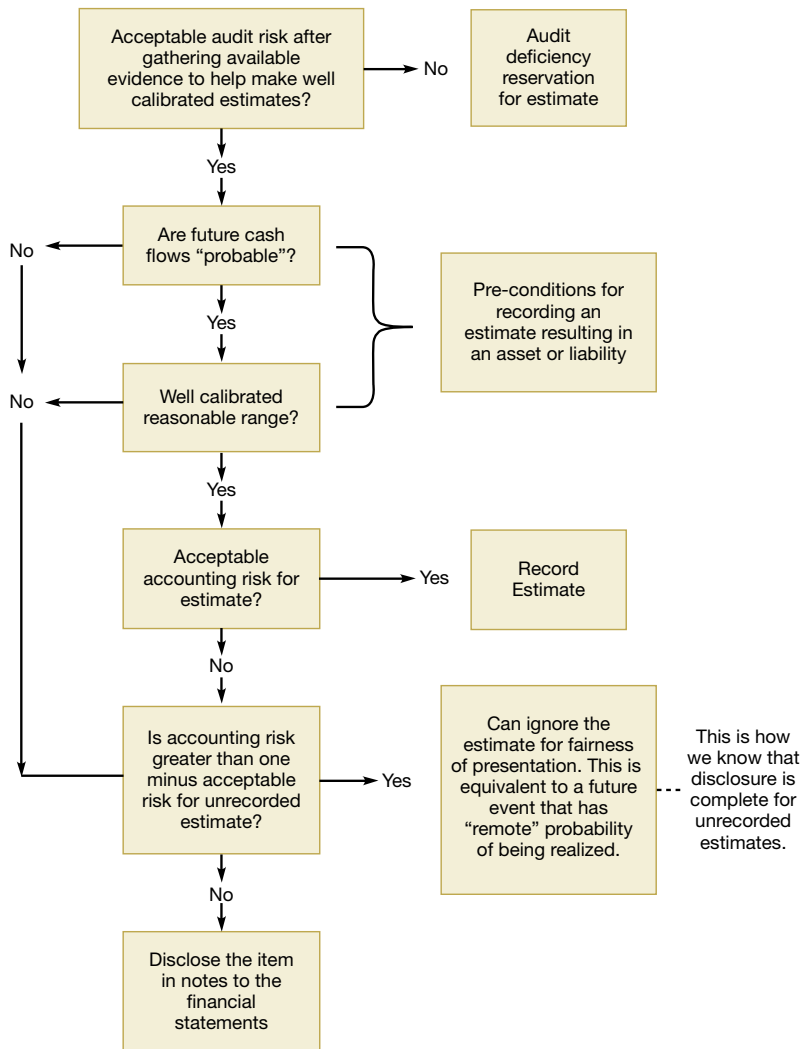 Acceptable audit risk after
gathering available
evidence to help make well
calibrated estimates?
No
Audit
deficiency
reservation
for estimate
Yes
Are future cash
flows “probable”?
No
Yes
Pre-conditions for
recording an
estimate resulting in
an asset or liability
Well calibrated
reasonable range?
No
Yes
Acceptable
accounting risk for
estimate?
Yes
Record
Estimate
No
Is accounting risk
greater than one
minus acceptable
risk for unrecorded
estimate?
Yes
Can ignore the
estimate for fairness
of presentation. This is
equivalent to a future
event that has
“remote” probability
of being realized.
This is how
we know that
disclosure is
complete for
unrecorded
estimates.
No
Disclose the item
in notes to the
financial
statements